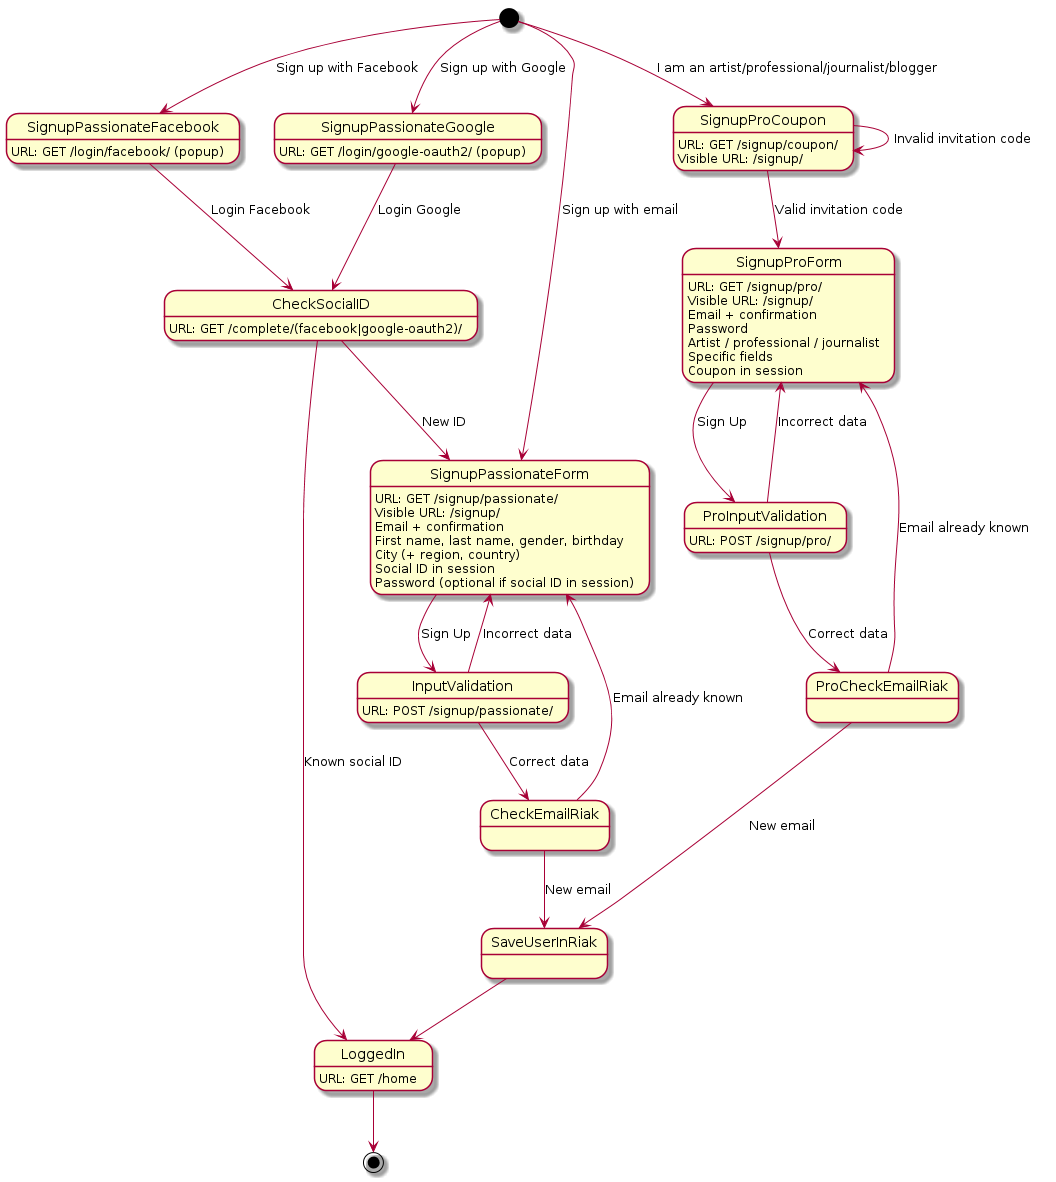 Sign up with Facebook
Sign up with Google
I am an artist/professional/journalist/blogger
SignupPassionateFacebook
URL: GET /login/facebook/ (popup)
SignupPassionateGoogle
URL: GET /login/google-oauth2/ (popup)
SignupProCoupon
URL: GET /signup/coupon/
Visible URL: /signup/
Invalid invitation code
Login Facebook
Login Google
Sign up with email
Valid invitation code
CheckSocialID
URL: GET /complete/(facebook|google-oauth2)/
SignupProForm
URL: GET /signup/pro/
Visible URL: /signup/
Email + confirmation
Password
Artist / professional / journalist
Specific fields
Coupon in session
New ID
Sign Up
Incorrect data
SignupPassionateForm
URL: GET /signup/passionate/
Visible URL: /signup/
Email + confirmation
First name, last name, gender, birthday
City (+ region, country)
Social ID in session
Password (optional if social ID in session)
ProInputValidation
URL: POST /signup/pro/
Email already known
Sign Up
Incorrect data
Correct data
InputValidation
URL: POST /signup/passionate/
Email already known
ProCheckEmailRiak
Known social ID
Correct data
CheckEmailRiak
New email
New email
SaveUserInRiak
LoggedIn
URL: GET /home